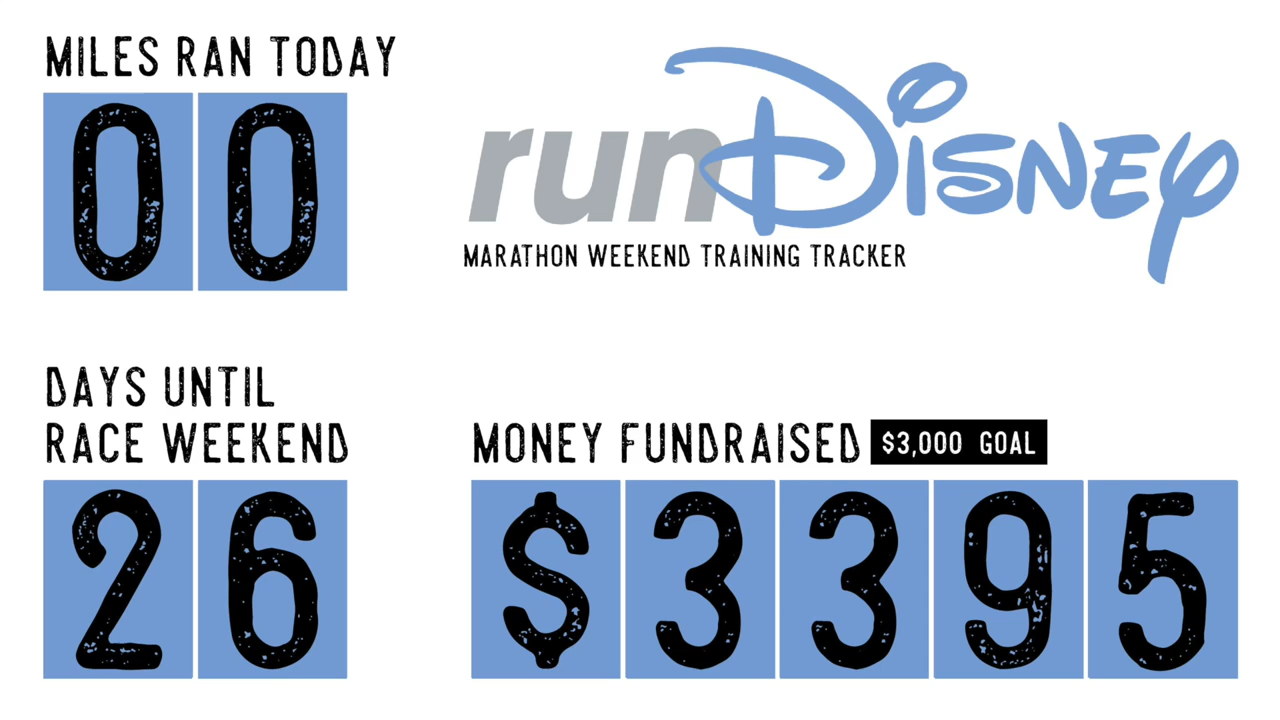 MILES RAN TODAY
00
runDisney
MARATHON WEEKEND TRAINING TRACKER
DAYS UNTIL
RACE WEEKEND
26
MONEY FUNDRAISED $3,000 GOAL
$3395